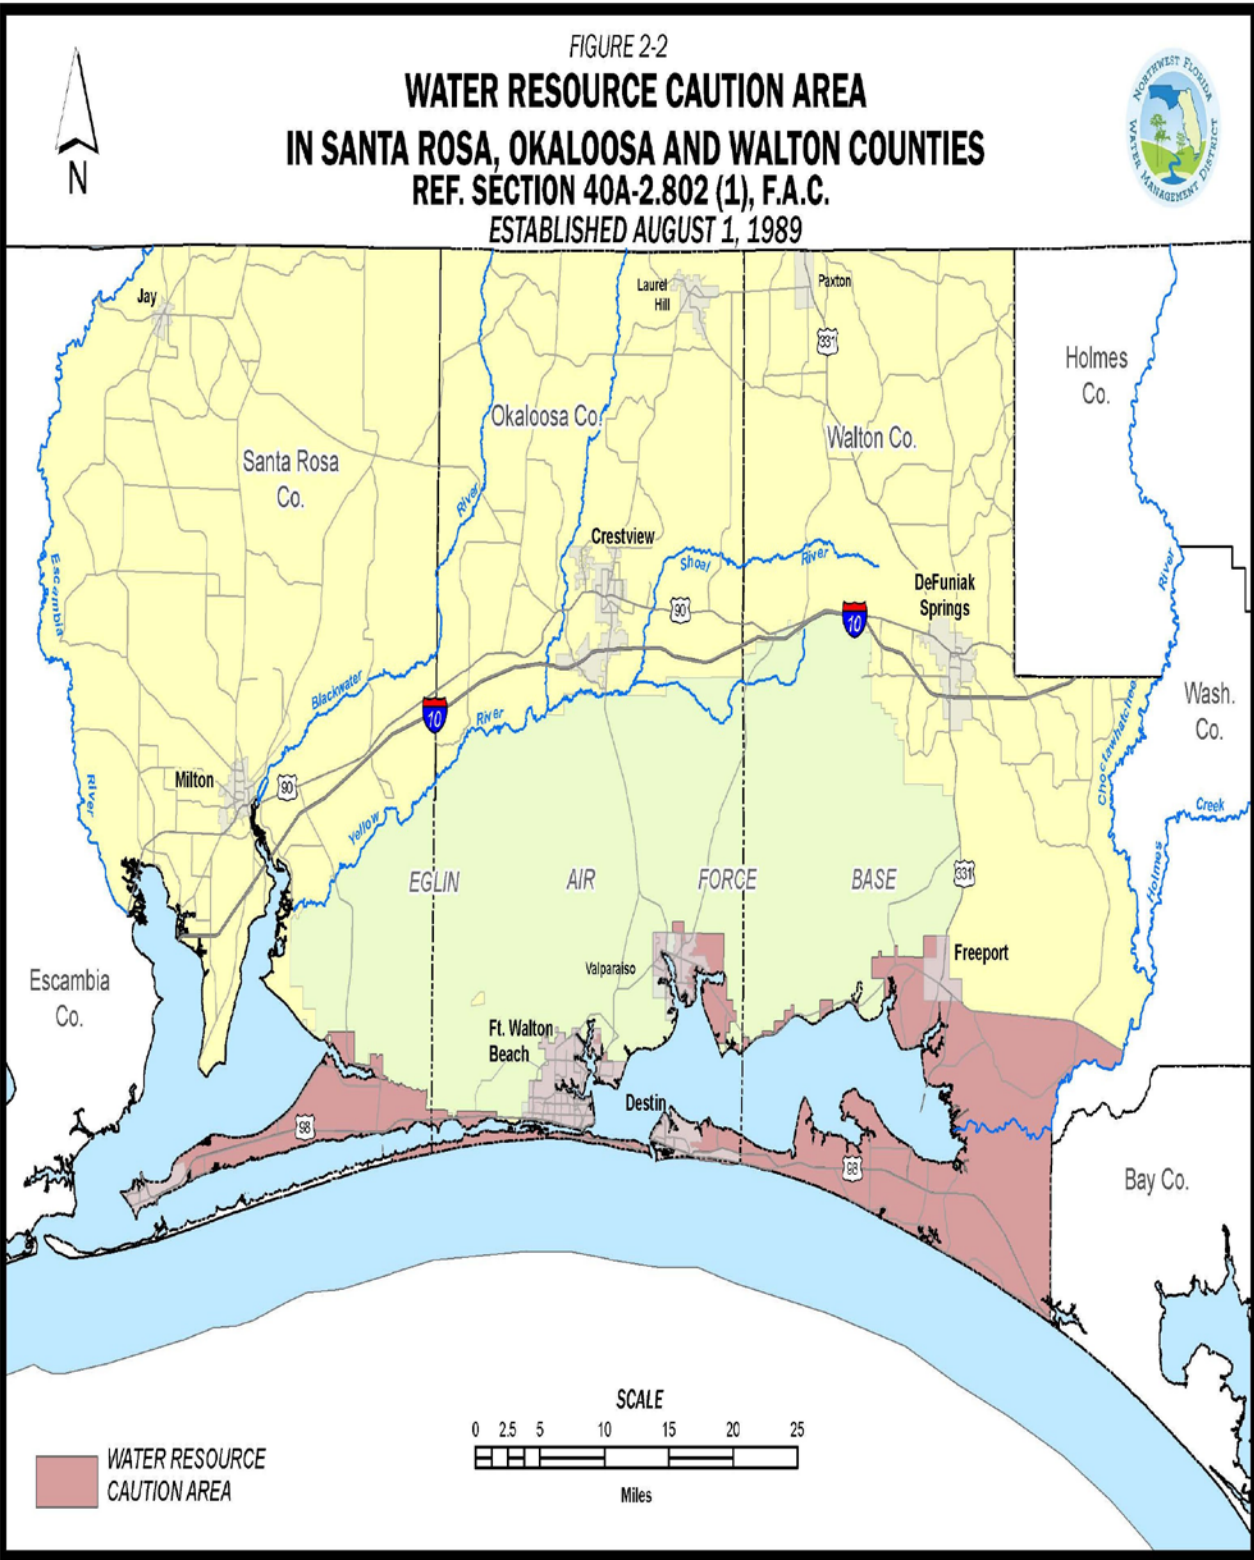 FIGURE 2-2
WATER RESOURCE CAUTION AREA
IN SANTA ROSA, OKALOOSA AND WALTON COUNTIES
REF. SECTION 40A-2.802 (1), F.A.C.
ESTABLISHED AUGUST 1, 1989
N
NORTHWEST FLORIDA
WATER MANAGEMENT DISTRICT
Jay
Laurel
Hill
Paxton
331
Holmes
Co.
Okaloosa Co.
Walton Co.
Santa Rosa
Co.
River
Crestview
Shoal
River
River
Escambia
DeFuniak
Springs
90
10
Blackwater
River
10
Wash.
Co.
Choctawhatchee
Milton
90
River
Yellow
Creek
Holmes
EGLIN
AIR
FORCE
BASE
331
Freeport
Valparaiso
Escambia
Co.
Ft. Walton
Beach
Destin
98
98
Bay Co.
SCALE
0 2.5 5 10 15 20 25
Miles
WATER RESOURCE
CAUTION AREA